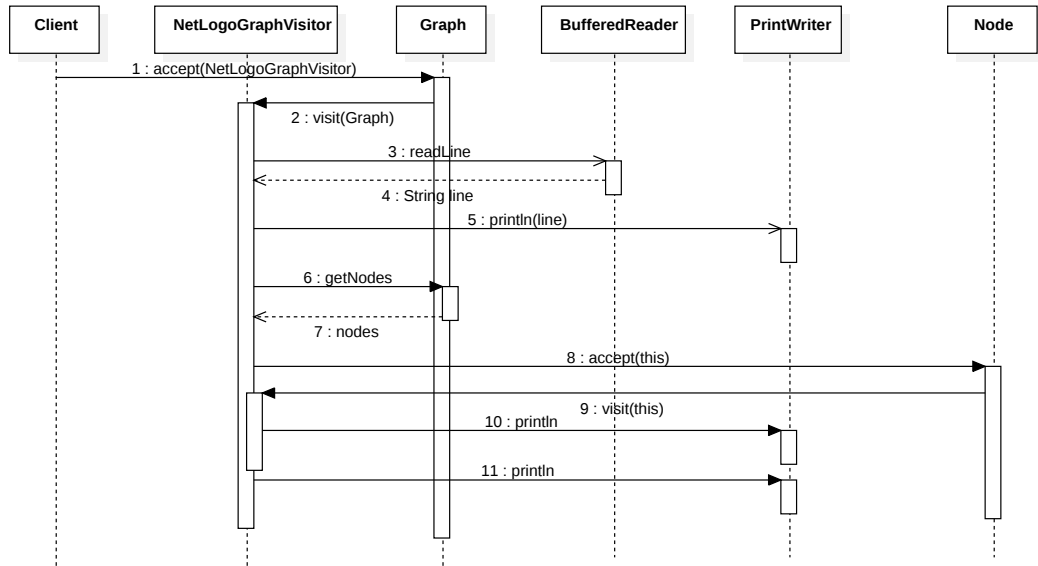 Client
NetLogoGraphVisitor
Graph
BufferedReader
PrintWriter
Node
1 : accept(NetLogoGraphVisitor)
2 : visit(Graph)
3 : readLine
4 : String line
5 : println(line)
6 : getNodes
7 : nodes
8 : accept(this)
9 : visit(this)
10 : println
11 : println